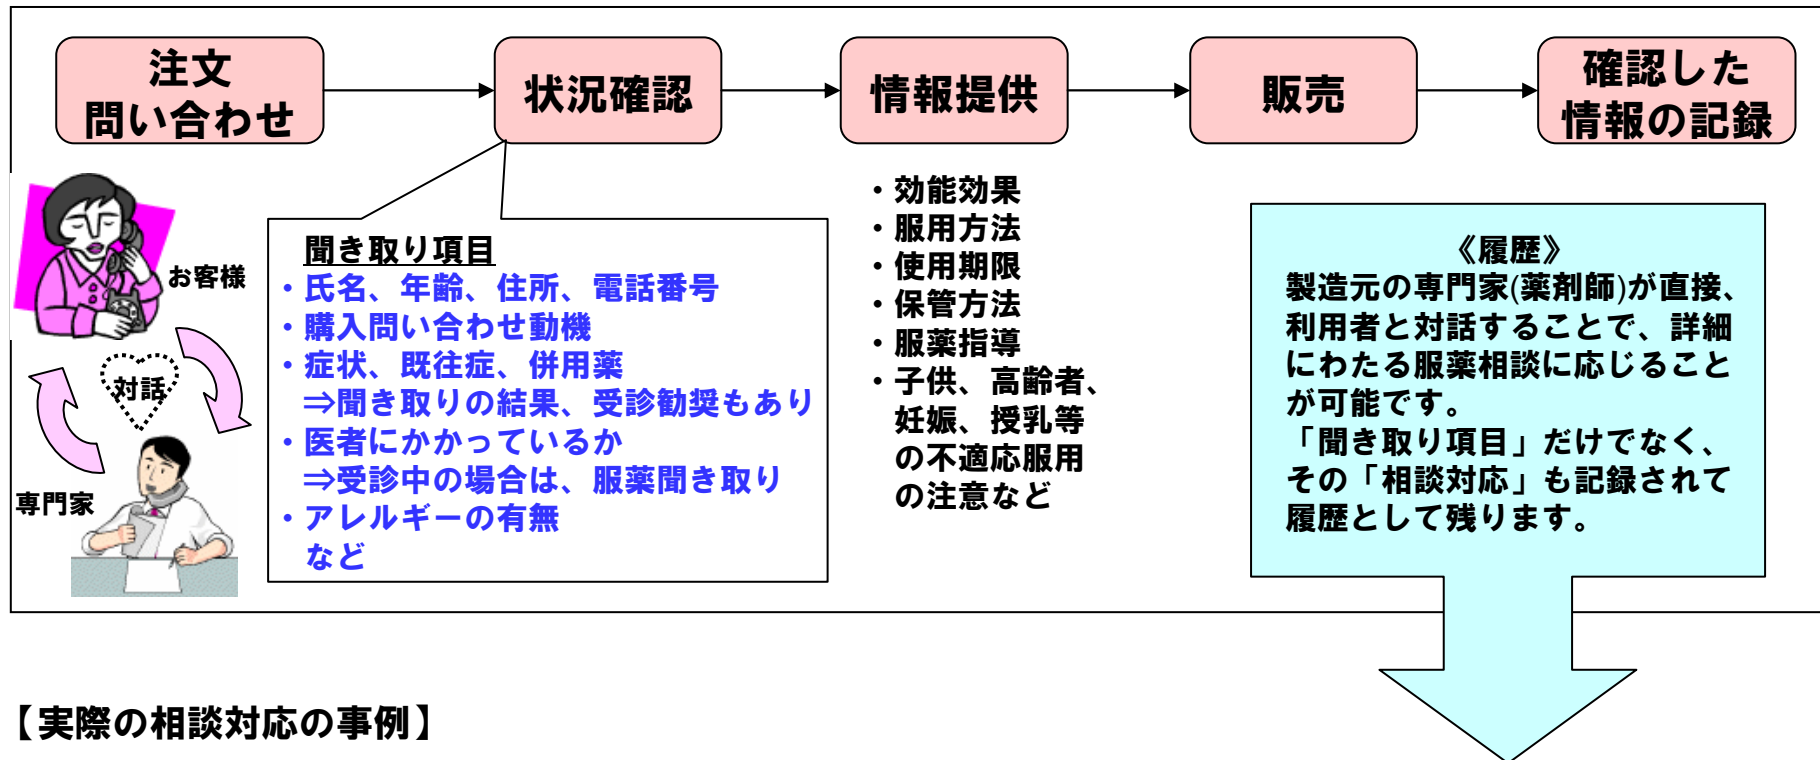 注文
問い合わせ
状況確認
情報提供
販売
確認した
情報の記録
お客様
対話
専門家
聞き取り項目
・氏名、年齢、住所、電話番号
・購入問い合わせ動機
・症状、既往症、併用薬
⇒聞き取りの結果、受診勧奨もあり
・医者にかかっているか
⇒受診中の場合は、服薬聞き取り
・アレルギーの有無
など
・効能効果
・服用方法
・使用期限
・保管方法
・服薬指導
・子供、高齢者、
妊娠、授乳等
の不適応服用
の注意など
《履歴》
製造元の専門家(薬剤師)が直接、
利用者と対話することで、詳細
にわたる服薬相談に応じること
が可能です。
「聞き取り項目」だけでなく、
その「相談対応」も記録されて
履歴として残ります。
【実際の相談対応の事例】